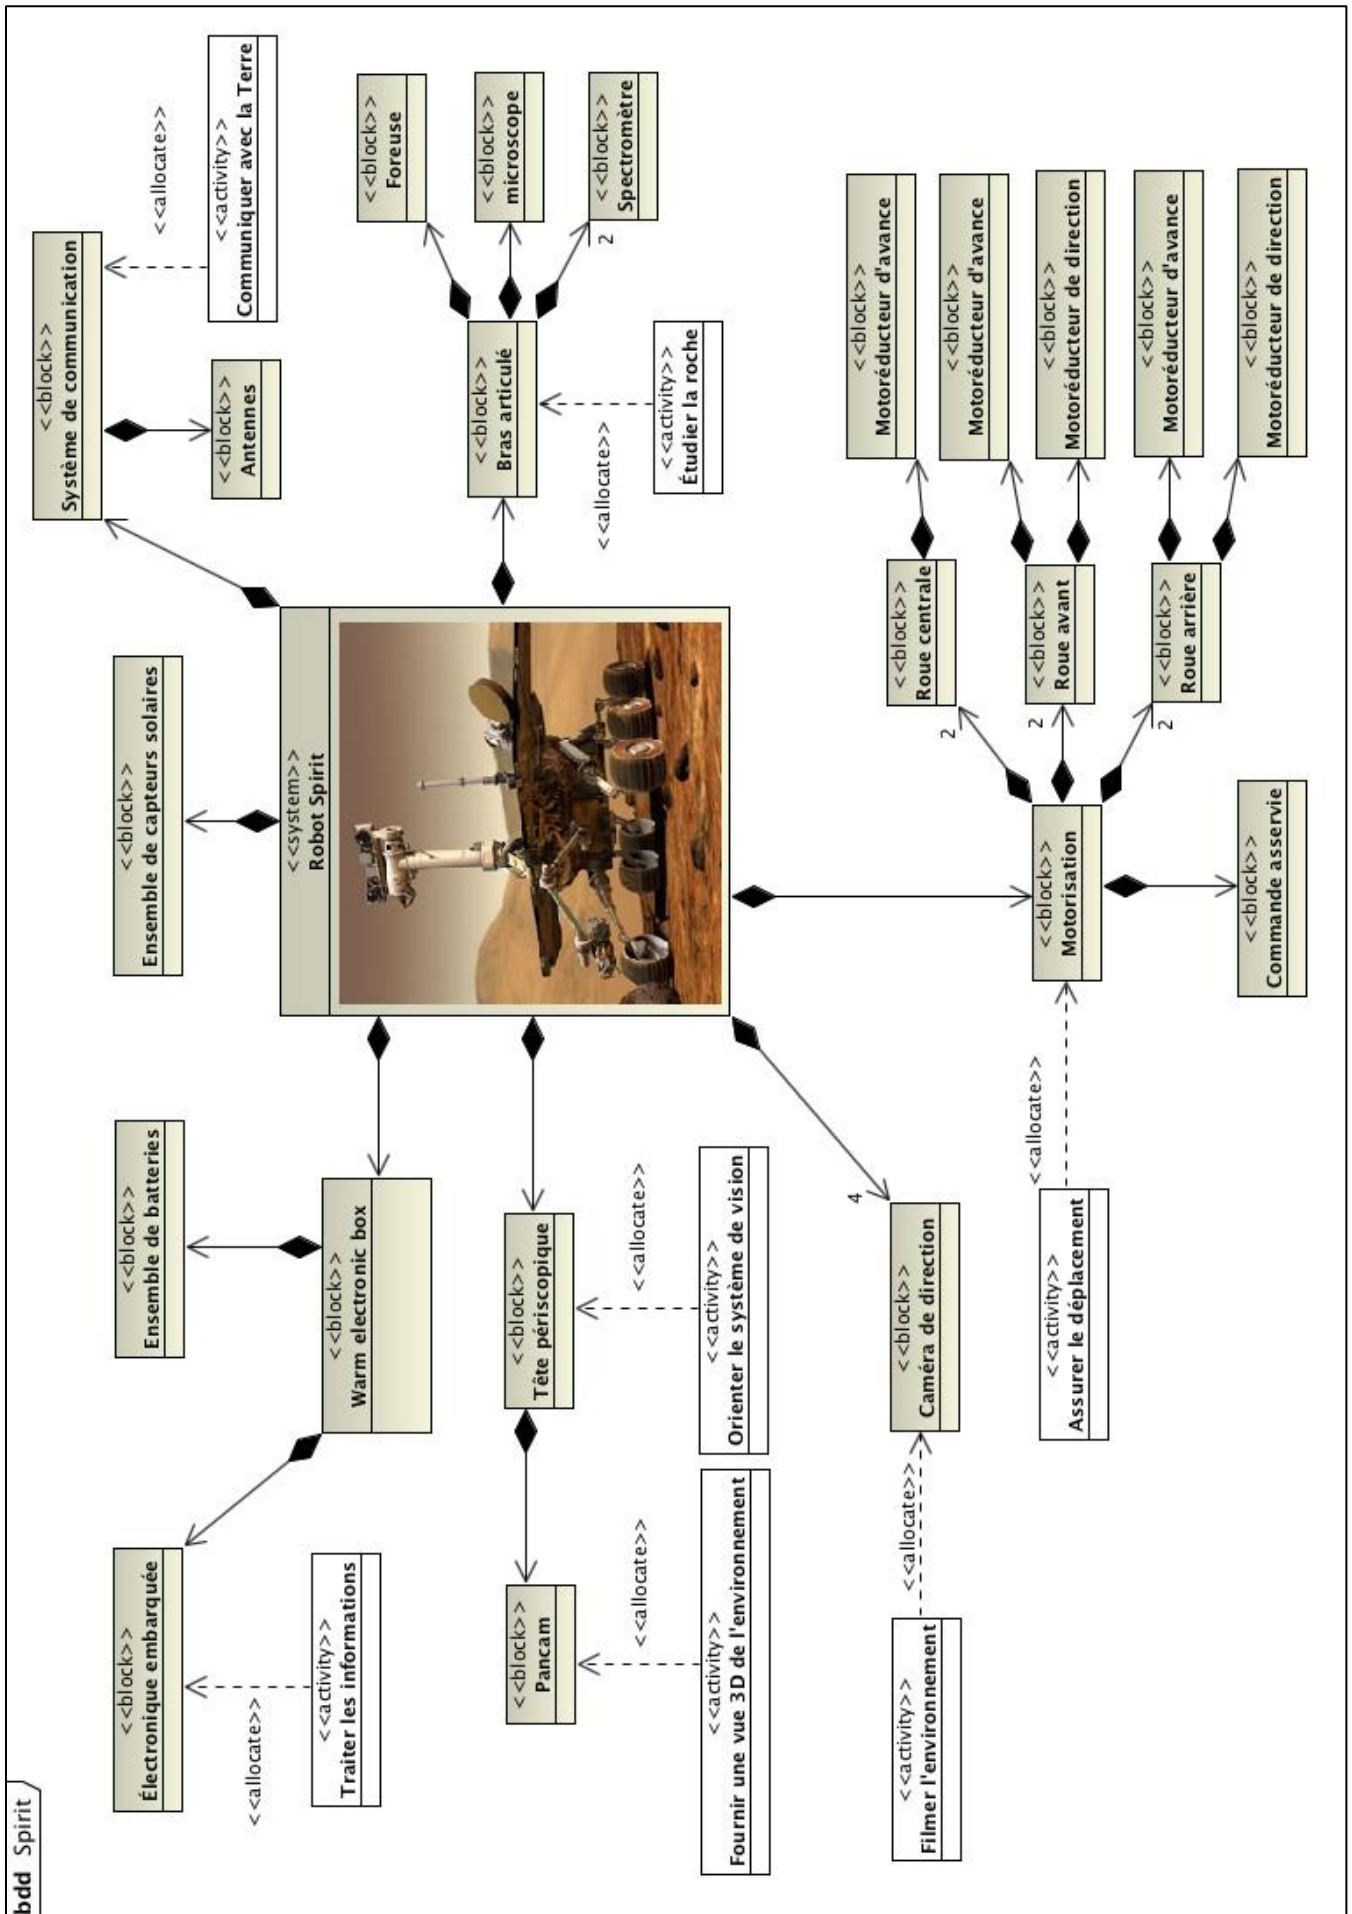 bdd Spirit
<<block>>
Électronique embarquée
<<allocate>>
<<activity>>
Traiter les informations
<<block>>
Ensemble de batteries
<<block>>
Warm electronic box
<<block>>
Ensemble de capteurs solaires
<<block>>
Système de communication
<<allocate>>
<<activity>>
Communiquer avec la Terre
<<block>>
Antennes
<<system>>
Robot Spirit
<<block>>
Foreuse
<<block>>
microscope
2
<<block>>
Spectromètre
<<block>>
Bras articulé
<<allocate>>
<<activity>>
Étudier la roche
<<block>>
Pancam
<<allocate>>
<<activity>>
Fournir une vue 3D de l'environnement
<<block>>
Tête périscopique
<<allocate>>
<<activity>>
Orienter le système de vision
4
<<block>>
Caméra de direction
<<allocate>>
<<activity>>
Filmer l'environnement
<<allocate>>
<<activity>>
Assurer le déplacement
<<block>>
Motorisation
<<block>>
Commande asservie
2
<<block>>
Roue centrale
2
<<block>>
Roue avant
2
<<block>>
Roue arrière
<<block>>
Motoréducteur d'avance
<<block>>
Motoréducteur d'avance
<<block>>
Motoréducteur de direction
<<block>>
Motoréducteur d'avance
<<block>>
Motoréducteur de direction